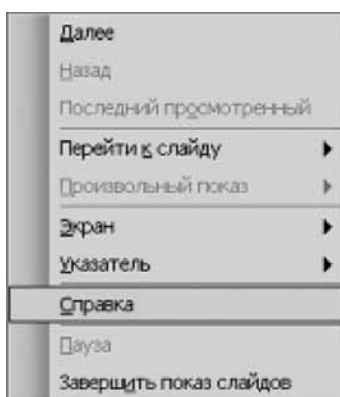 Далее
Назад
Последний просмотренный
Перейти к слайду
Произвольный показ
Экран
Указатель
Справка
Пауза
Завершить показ слайдов